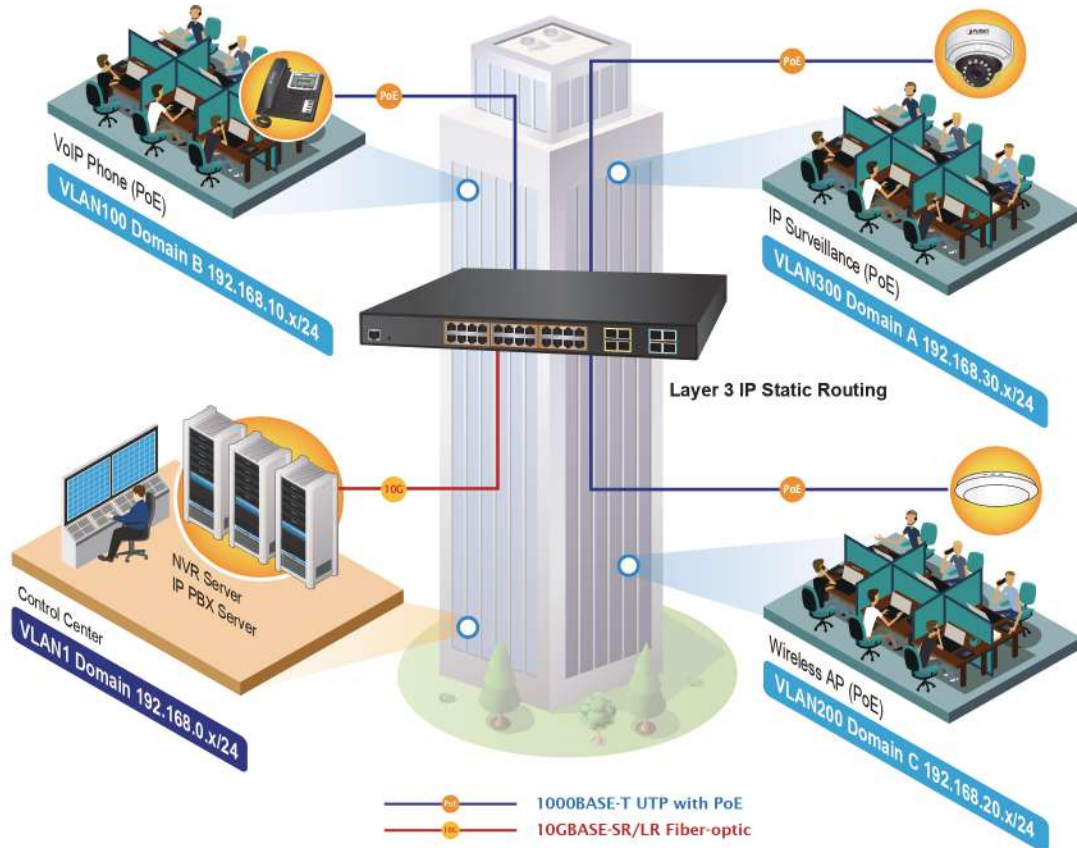 PoE
PoE
VoIP Phone (PoE)
VLAN100 Domain B 192.168.10.x/24
IP Surveillance (PoE)
VLAN300 Domain A 192.168.30.x/24
Layer 3 IP Static Routing
10G
PoE
NVR Server
IP PBX Server
Control Center
VLAN1 Domain 192.168.0.x/24
Wireless AP (PoE)
VLAN200 Domain C 192.168.20.x/24
PoE
1000BASE-T UTP with PoE
10G
10GBASE-SR/LR Fiber-optic